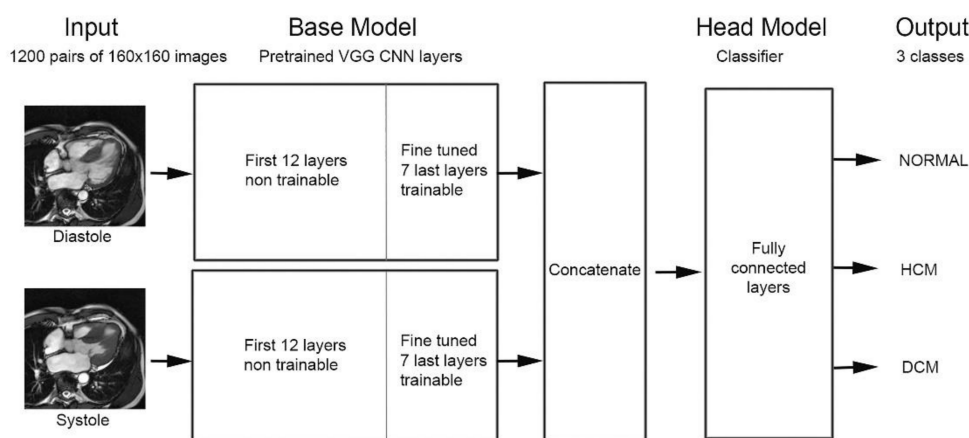 Input
1200 pairs of 160x160 images
Base Model
Pretrained VGG CNN layers
Head Model
Classifier
Output
3 classes
Diastole
First 12 layers
non trainable
Fine tuned
7 last layers
trainable
Systole
First 12 layers
non trainable
Fine tuned
7 last layers
trainable
Concatenate
Fully
connected
layers
NORMAL
HCM
DCM